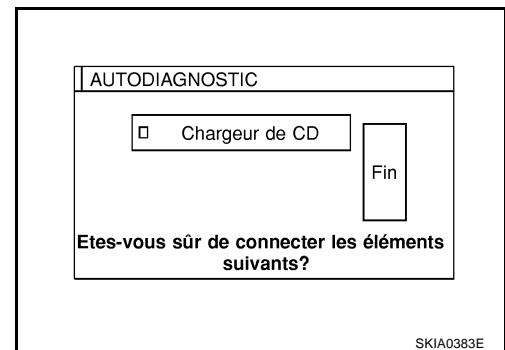 AUTODIAGNOSTIC
Chargeur de CD
Fin
Etes-vous sûr de connecter les éléments
suivants?
SKIA0383E